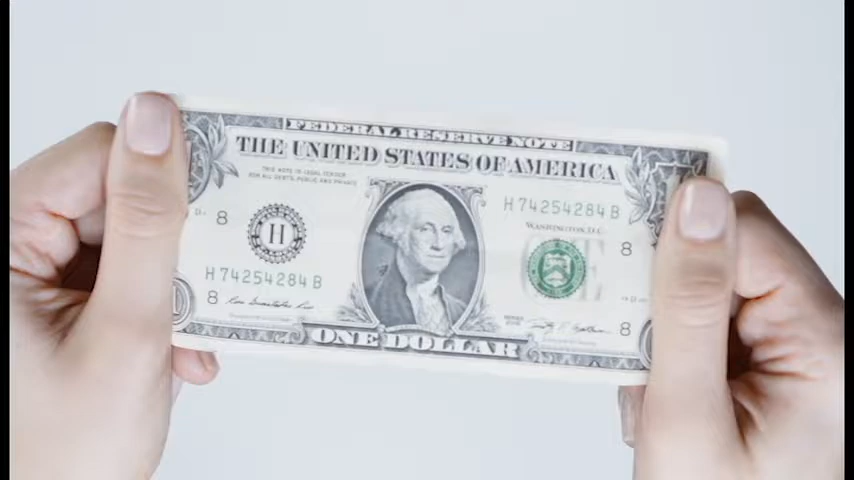 FEDERAL RESERVE NOTE
THE UNITED STATES OF AMERICA
THIS NOTE IS LEGAL TENDER
FOR ALL DEBTS, PUBLIC AND PRIVATE
H 74254284 B
WASHINGTON, D.C.
8
8
H
H 74254284 B
8
8
SERIES
ONE DOLLAR